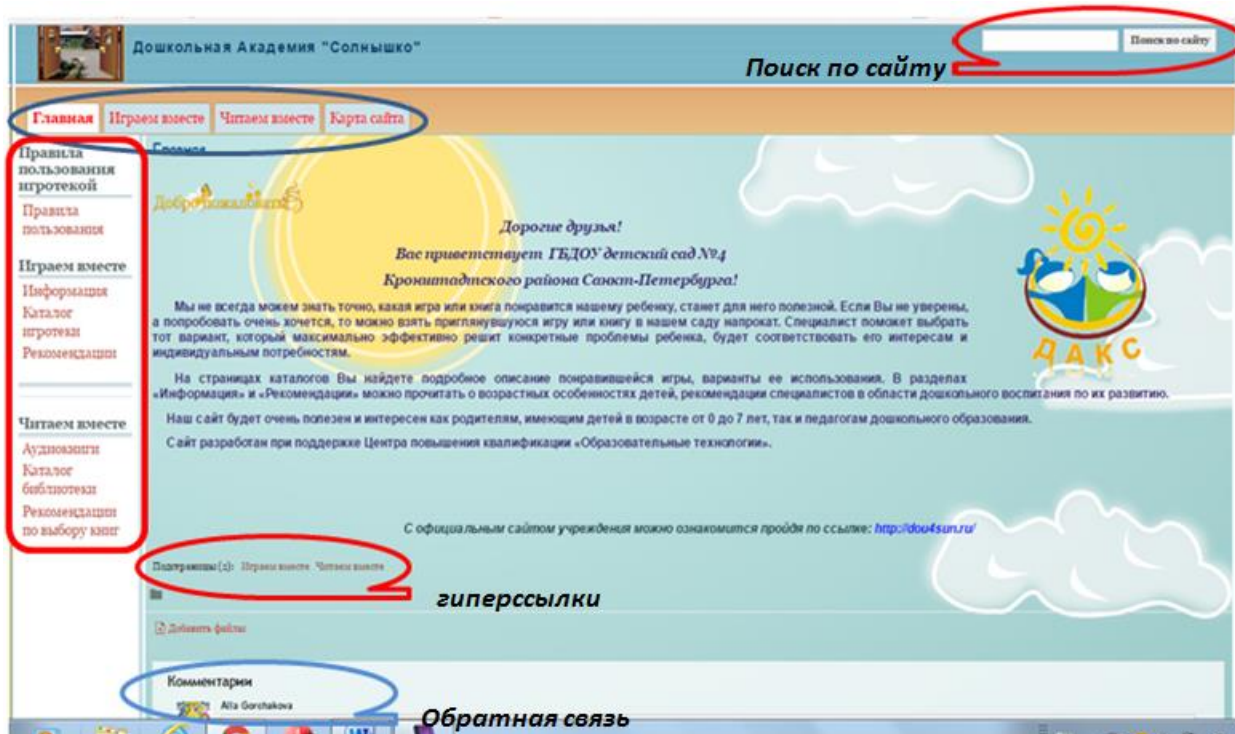 Дошкольная Академия "Солнышко"
Поиск по сайту
Поиск по сайту
Главная Играем вместе Читаем вместе Карта сайта
Правила
пользования
игротекой
Правила
пользования
Играем вместе
Информация
Каталог
игротеки
Рекомендации
Читаем вместе
Аудиокниги
Каталог
библиотеки
Рекомендации
по выбору книг
Главная
Добро пожаловать
Дорогие друзья!
Вас приветствует ГБДОУ детский сад №4
Кронштадтского района Санкт-Петербурга!
Мы не всегда можем знать точно, какая игра или книга понравится нашему ребенку, станет для него полезной. Если Вы не уверены,
а попробовать очень хочется, то можно взять приглянувшуюся игру или книгу в нашем саду напрокат. Специалист поможет выбрать
тот вариант, который максимально эффективно решит конкретные проблемы ребенка, будет соответствовать его интересам и
индивидуальным потребностям.
На страницах каталогов Вы найдете подробное описание понравившейся игры, варианты ее использования. В разделах
«Информация» и «Рекомендации» можно прочитать о возрастных особенностях детей, рекомендации специалистов в области дошкольного воспитания по их развитию.
Наш сайт будет очень полезен и интересен как родителям, имеющим детей в возрасте от 0 до 7 лет, так и педагогам дошкольного образования.
Сайт разработан при поддержке Центра повышения квалификации «Образовательные технологии».
ДАКС
С официальным сайтом учреждения можно ознакомится пройдя по ссылке: http://dou4sun.ru/
Подстраницы (2): Играем вместе Читаем вместе
гиперссылки
Добавить файлы
Комментарии
Alla Gorchakova
Обратная связь